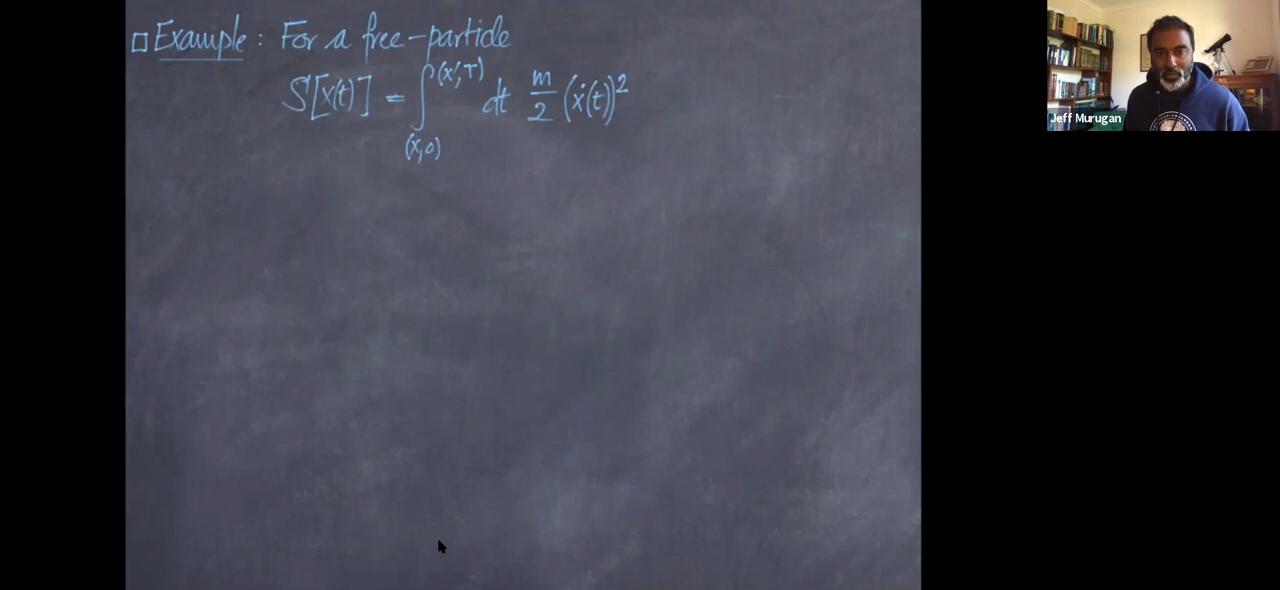 □ Example: For a free-particle
S[x(t)] = ∫_{(x,0)}^{(x',T)} dt m/2 (ẋ(t))²
Jeff Murugan